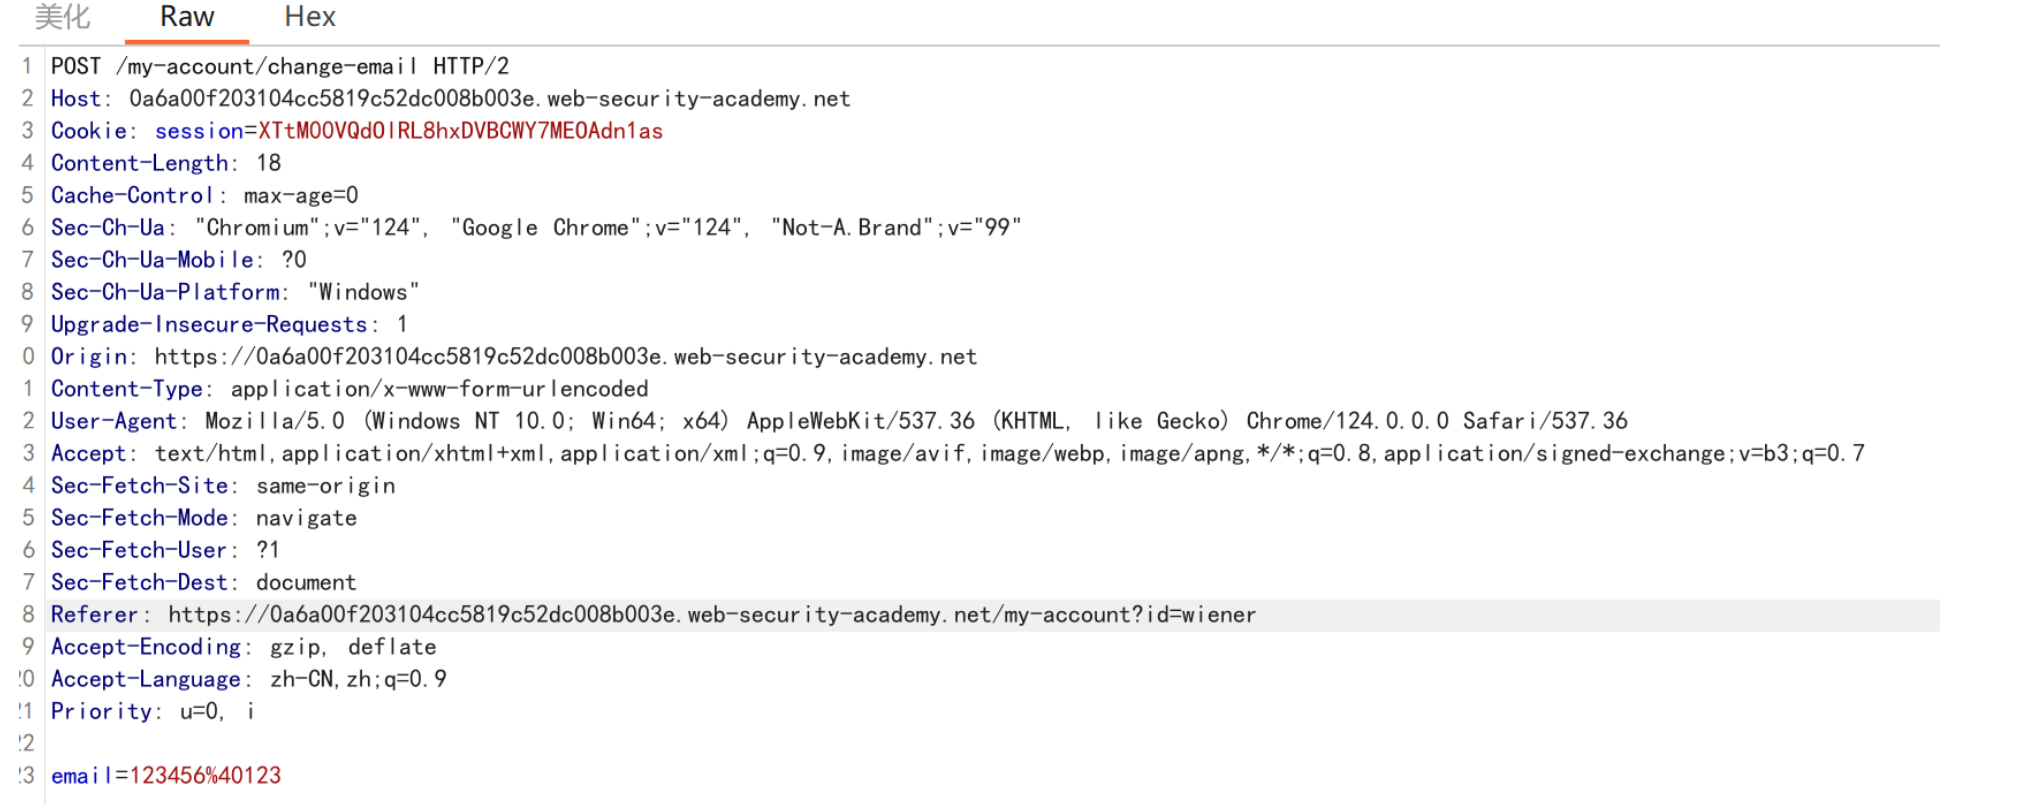 美化 Raw Hex
1 POST /my-account/change-email HTTP/2
2 Host: 0a6a00f203104cc5819c52dc008b003e.web-security-academy.net
3 Cookie: session=XTtM00VQdOlRL8hxDVBCWY7ME0Adn1as
4 Content-Length: 18
5 Cache-Control: max-age=0
6 Sec-Ch-Ua: "Chromium";v="124", "Google Chrome";v="124", "Not-A.Brand";v="99"
7 Sec-Ch-Ua-Mobile: ?0
8 Sec-Ch-Ua-Platform: "Windows"
9 Upgrade-Insecure-Requests: 1
0 Origin: https://0a6a00f203104cc5819c52dc008b003e.web-security-academy.net
1 Content-Type: application/x-www-form-urlencoded
2 User-Agent: Mozilla/5.0 (Windows NT 10.0; Win64; x64) AppleWebKit/537.36 (KHTML, like Gecko) Chrome/124.0.0.0 Safari/537.36
3 Accept: text/html,application/xhtml+xml,application/xml;q=0.9,image/avif,image/webp,image/apng,*/*;q=0.8,application/signed-exchange;v=b3;q=0.7
4 Sec-Fetch-Site: same-origin
5 Sec-Fetch-Mode: navigate
6 Sec-Fetch-User: ?1
7 Sec-Fetch-Dest: document
8 Referer: https://0a6a00f203104cc5819c52dc008b003e.web-security-academy.net/my-account?id=wiener
9 Accept-Encoding: gzip, deflate
20 Accept-Language: zh-CN,zh;q=0.9
21 Priority: u=0, i
22
23 email=123456%40123